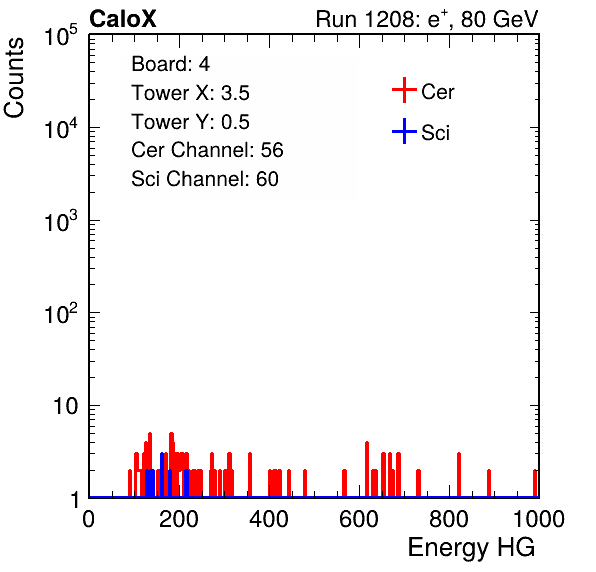 CaloX Run 1208: e+, 80 GeV
Counts
10^5
10^4
10^3
10^2
10
1
Board: 4
Tower X: 3.5
Tower Y: 0.5
Cer Channel: 56
Sci Channel: 60
Cer
Sci
0 200 400 600 800 1000
Energy HG